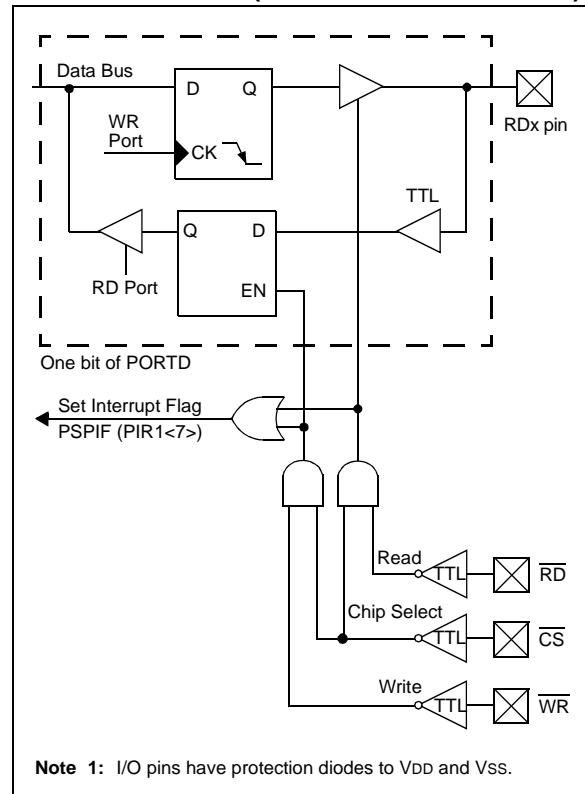 Data Bus
D Q
WR
Port
CK
RDx pin
TTL
Q D
RD Port
EN
One bit of PORTD
Set Interrupt Flag
PSPIF (PIR1<7>)
Read
TTL
RD
Chip Select
TTL
CS
Write
TTL
WR
Note 1: I/O pins have protection diodes to VDD and VSS.